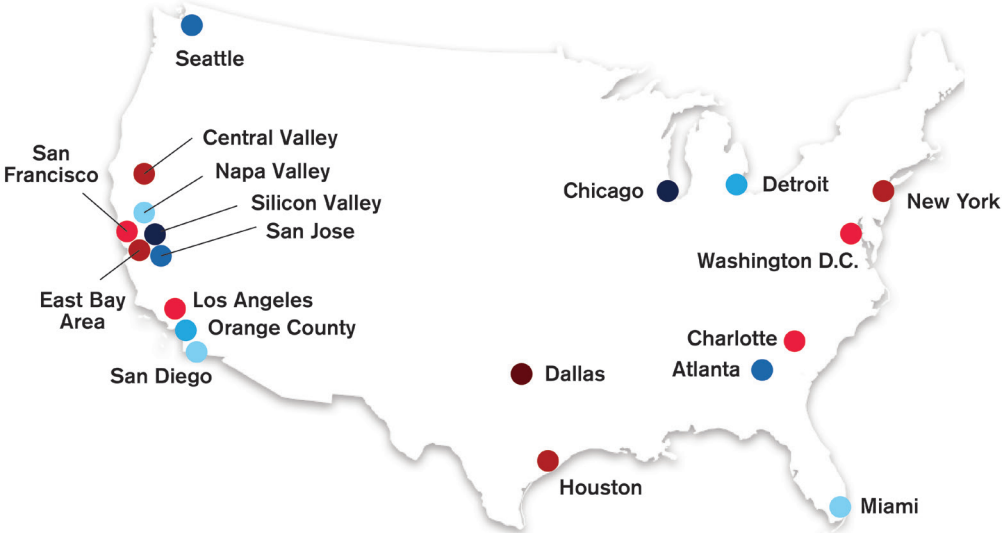 Seattle
Central Valley
San
Francisco
Napa Valley
Silicon Valley
San Jose
East Bay
Area
Los Angeles
Orange County
San Diego
Chicago
Detroit
New York
Washington D.C.
Charlotte
Atlanta
Dallas
Houston
Miami